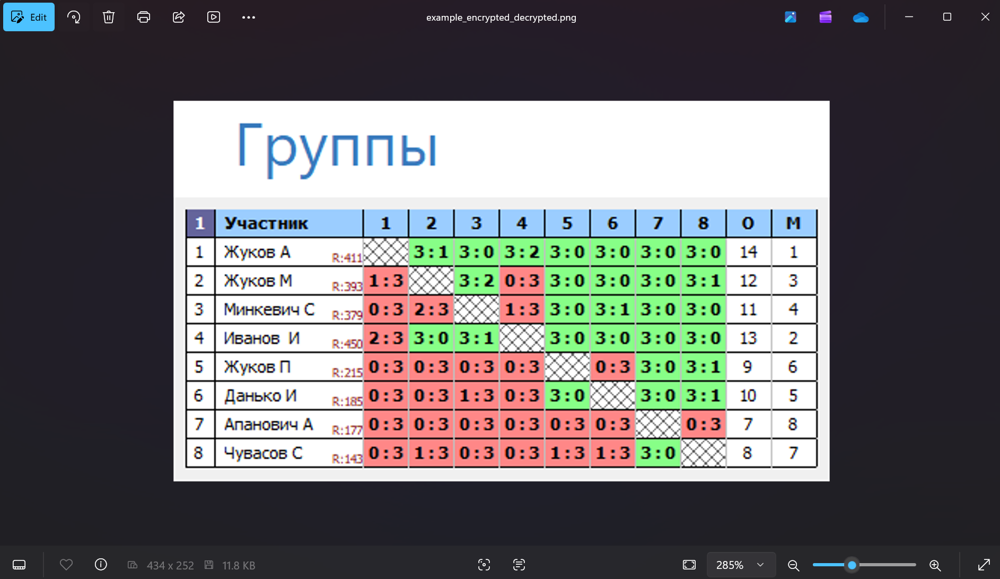 Edit
example_encrypted_decrypted.png
Группы
1 Участник 1 2 3 4 5 6 7 8 О М
1 Жуков А R:411 3:1 3:0 3:2 3:0 3:0 3:0 3:0 14 1
2 Жуков М R:393 1:3 3:2 0:3 3:0 3:0 3:0 3:1 12 3
3 Минкевич С R:379 0:3 2:3 1:3 3:0 3:1 3:0 3:0 11 4
4 Иванов И R:450 2:3 3:0 3:1 3:0 3:0 3:0 3:0 13 2
5 Жуков П R:215 0:3 0:3 0:3 0:3 0:3 3:0 3:1 9 6
6 Данько И R:185 0:3 0:3 1:3 0:3 3:0 3:0 3:1 10 5
7 Апанович А R:177 0:3 0:3 0:3 0:3 0:3 0:3 0:3 7 8
8 Чувасов С R:143 0:3 1:3 0:3 0:3 1:3 1:3 3:0 8 7
434 x 252 11.8 KB 285%